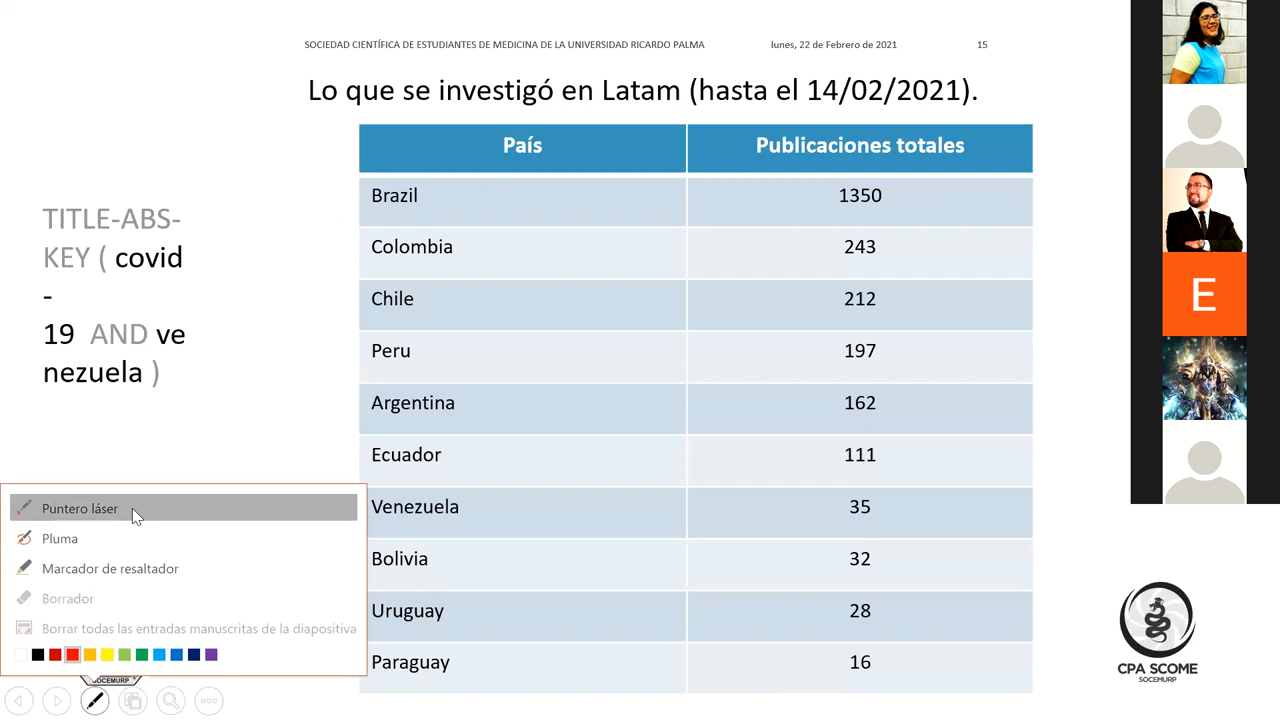 SOCIEDAD CIENTÍFICA DE ESTUDIANTES DE MEDICINA DE LA UNIVERSIDAD RICARDO PALMA lunes, 22 de Febrero de 2021 15
Lo que se investigó en Latam (hasta el 14/02/2021).
TITLE-ABS-
KEY ( covid
-
19 AND ve
nezuela )
País Publicaciones totales
Brazil 1350
Colombia 243
Chile 212
Peru 197
Argentina 162
Ecuador 111
Venezuela 35
Bolivia 32
Uruguay 28
Paraguay 16
Puntero láser
Pluma
Marcador de resaltador
Borrador
Borrar todas las entradas manuscritas de la diapositiva
SOCEMURP
E
CPA SCOME
SOCEMURP